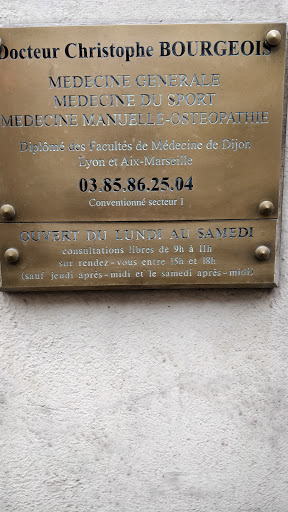 Docteur Christophe BOURGEOIS
MEDECINE GENERALE
MEDECINE DU SPORT
MEDECINE MANUELLE-OSTEOPATHIE
Diplômé des Facultés de Médecine de Dijon,
Lyon et Aix-Marseille
03.85.86.25.04
Conventionné secteur 1
OUVERT DU LUNDI AU SAMEDI
consultations libres de 9h à 11h
sur rendez-vous entre 15h et 18h
(sauf jeudi après-midi et le samedi après-midi)